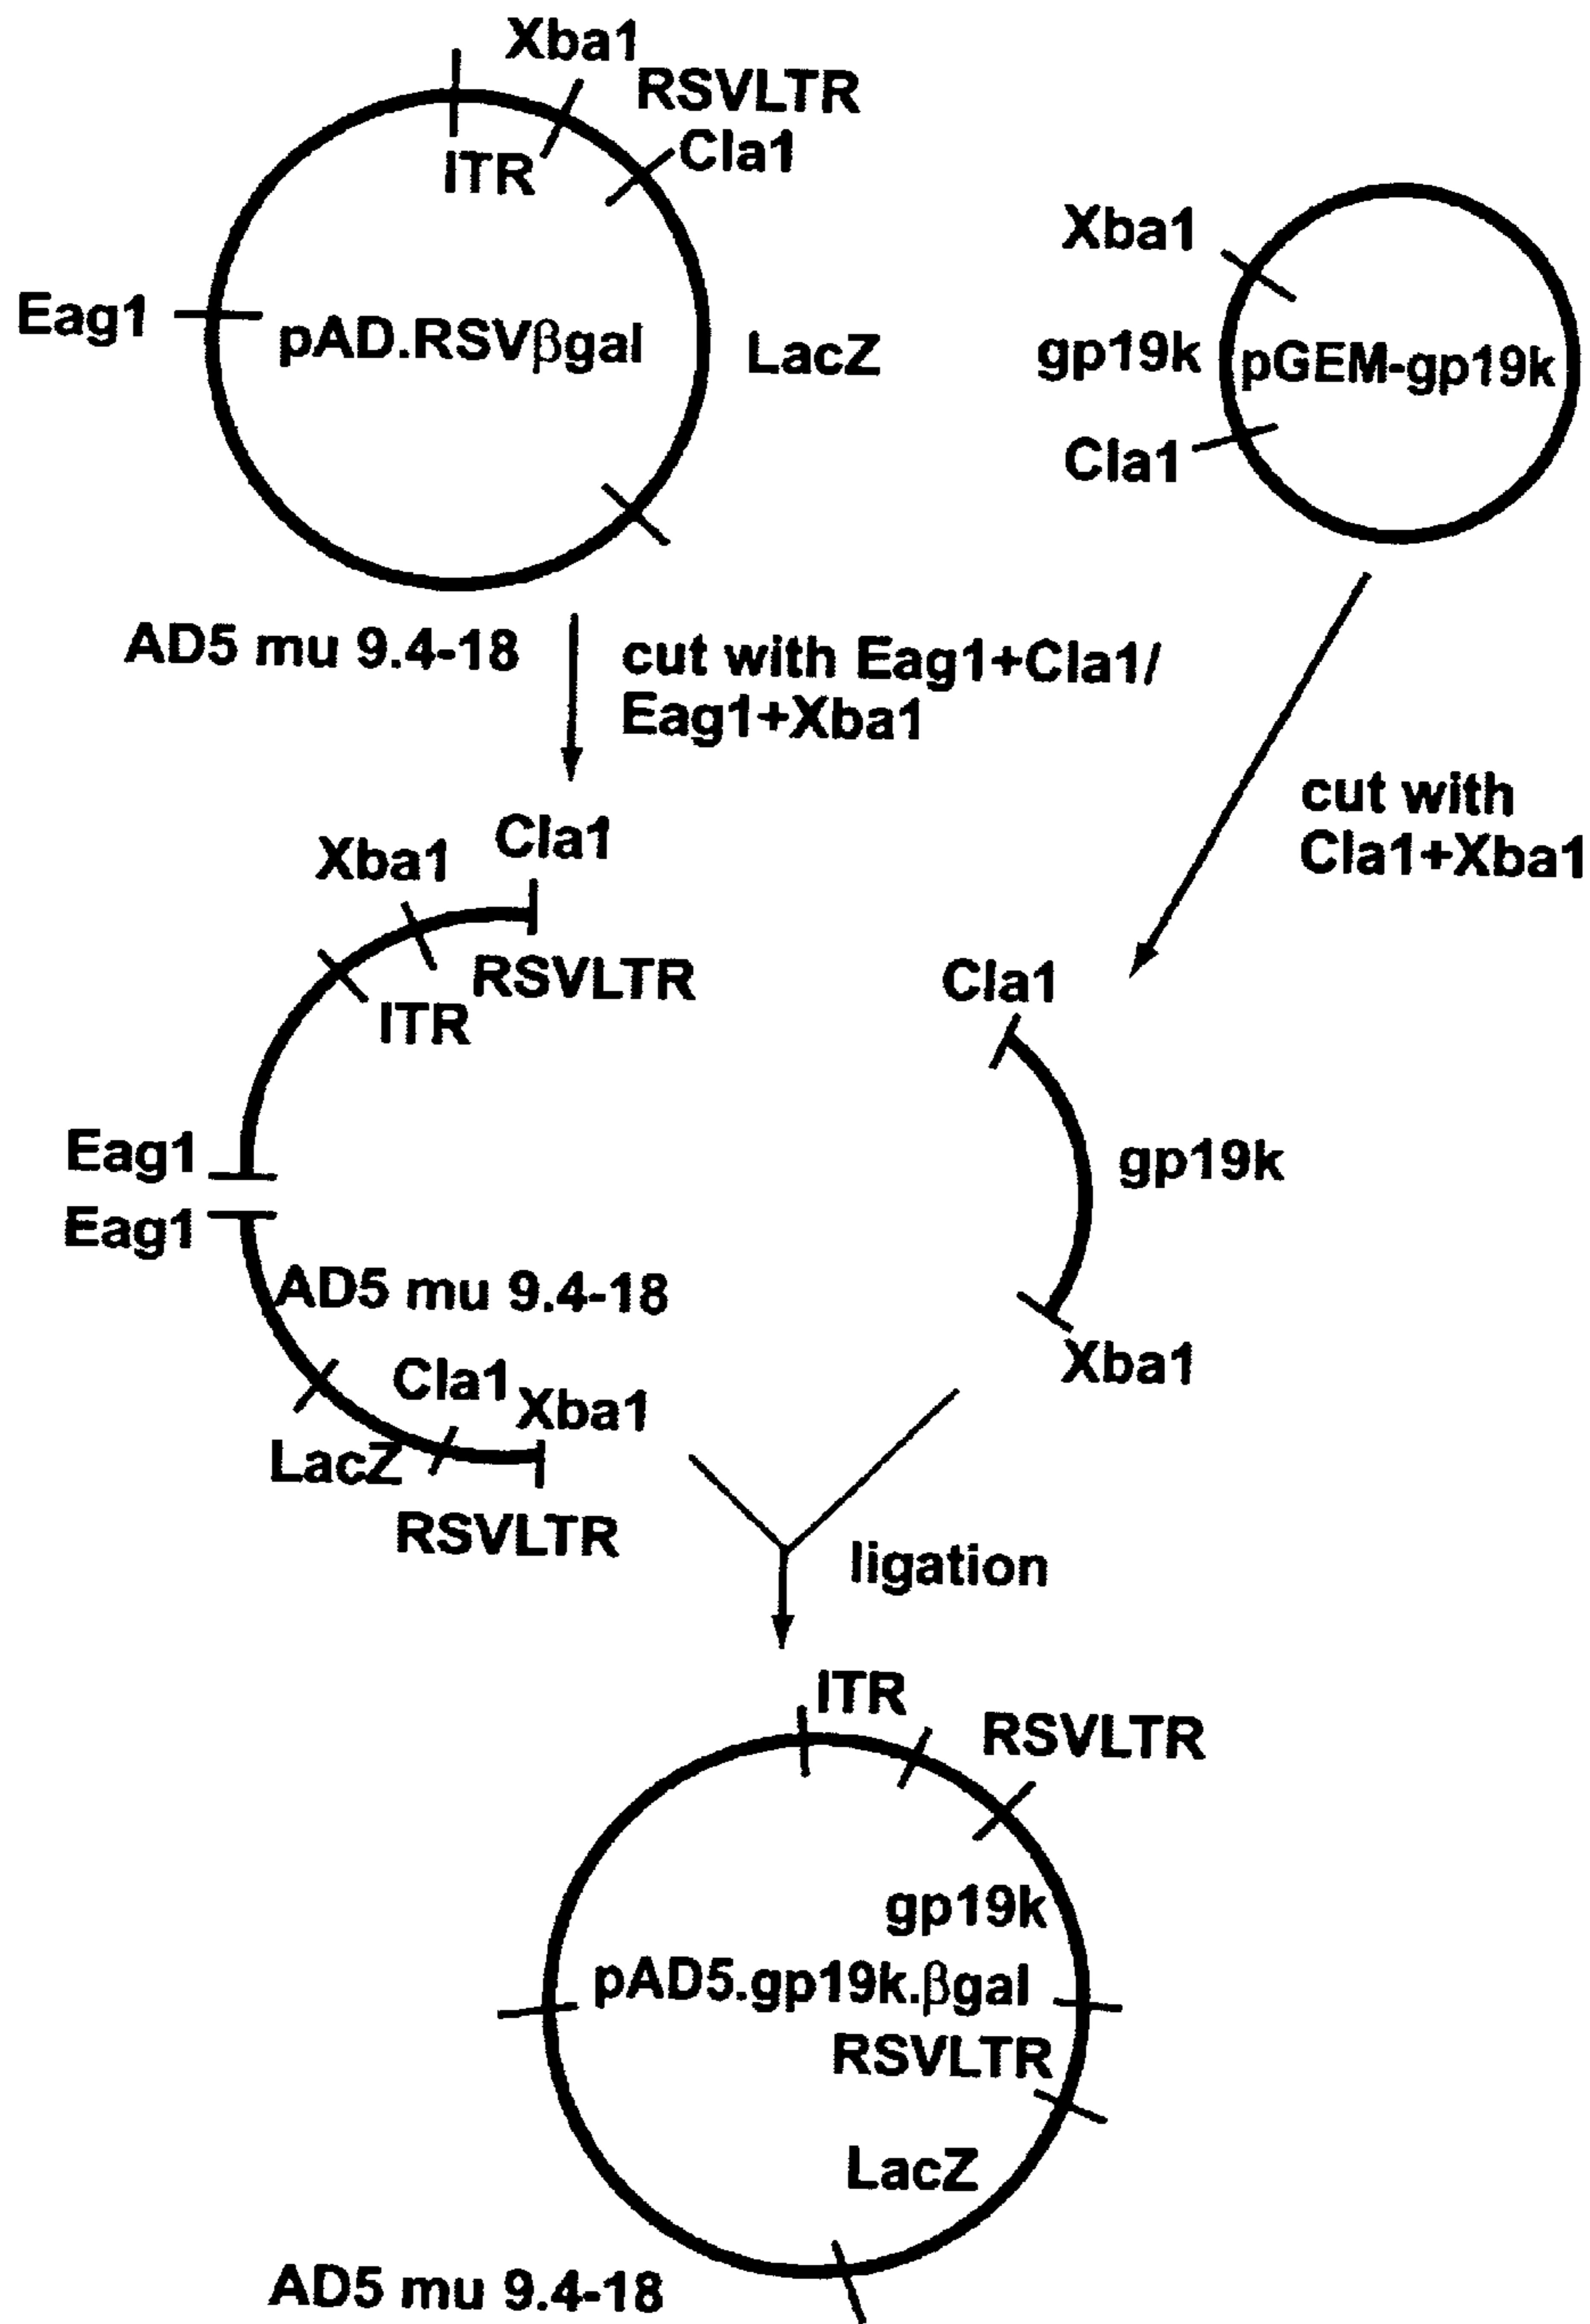 Xba1
RSVLTR
ITR
Cla1
Eag1
pAD.RSVβgal
LacZ
Xba1
gp19k
pGEM-gp19k
Cla1
AD5 mu 9.4-18
cut with Eag1+Cla1/
Eag1+Xba1
cut with
Cla1+Xba1
Xba1
Cla1
RSVLTR
ITR
Eag1
Eag1
AD5 mu 9.4-18
Cla1
Xba1
LacZ
RSVLTR
Cla1
gp19k
Xba1
ligation
ITR
RSVLTR
gp19k
pAD5.gp19k.βgal
RSVLTR
LacZ
AD5 mu 9.4-18